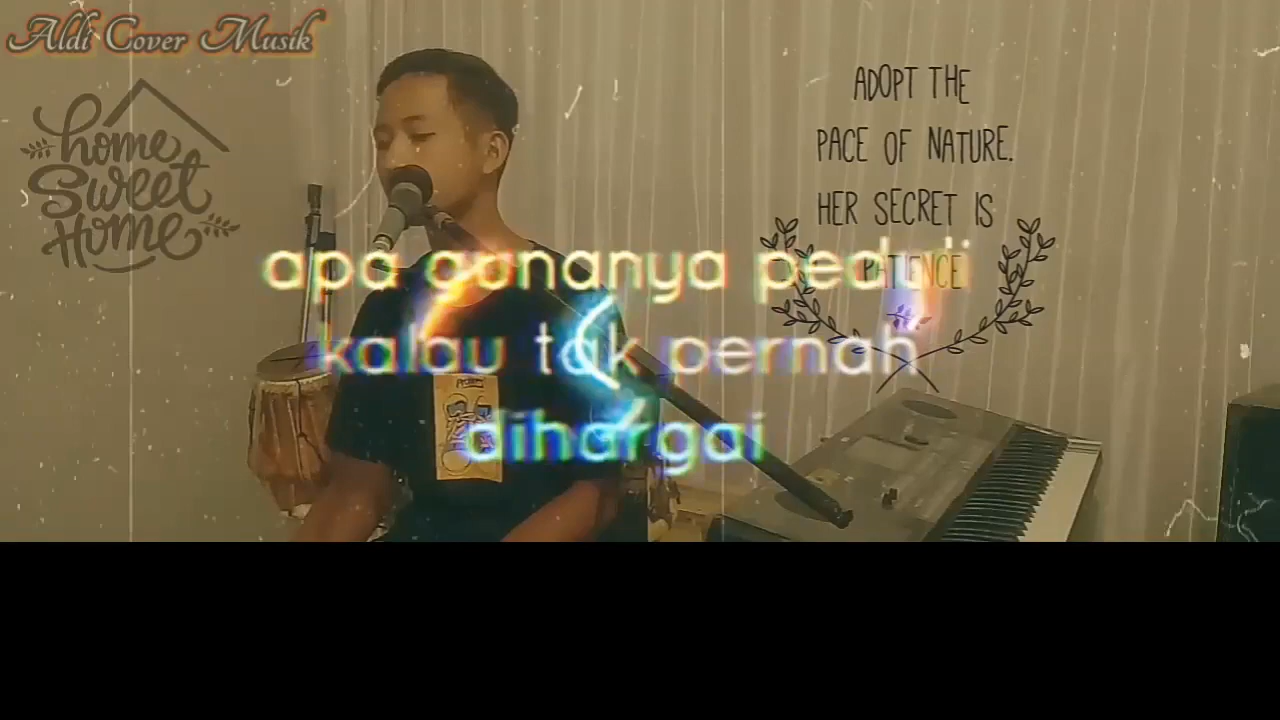 Aldi Cover Musik
home
Sweet
Home
ADOPT THE
PACE OF NATURE.
HER SECRET IS
PATIENCE
apa gunanya peduli
kalau tak pernah
dihargai